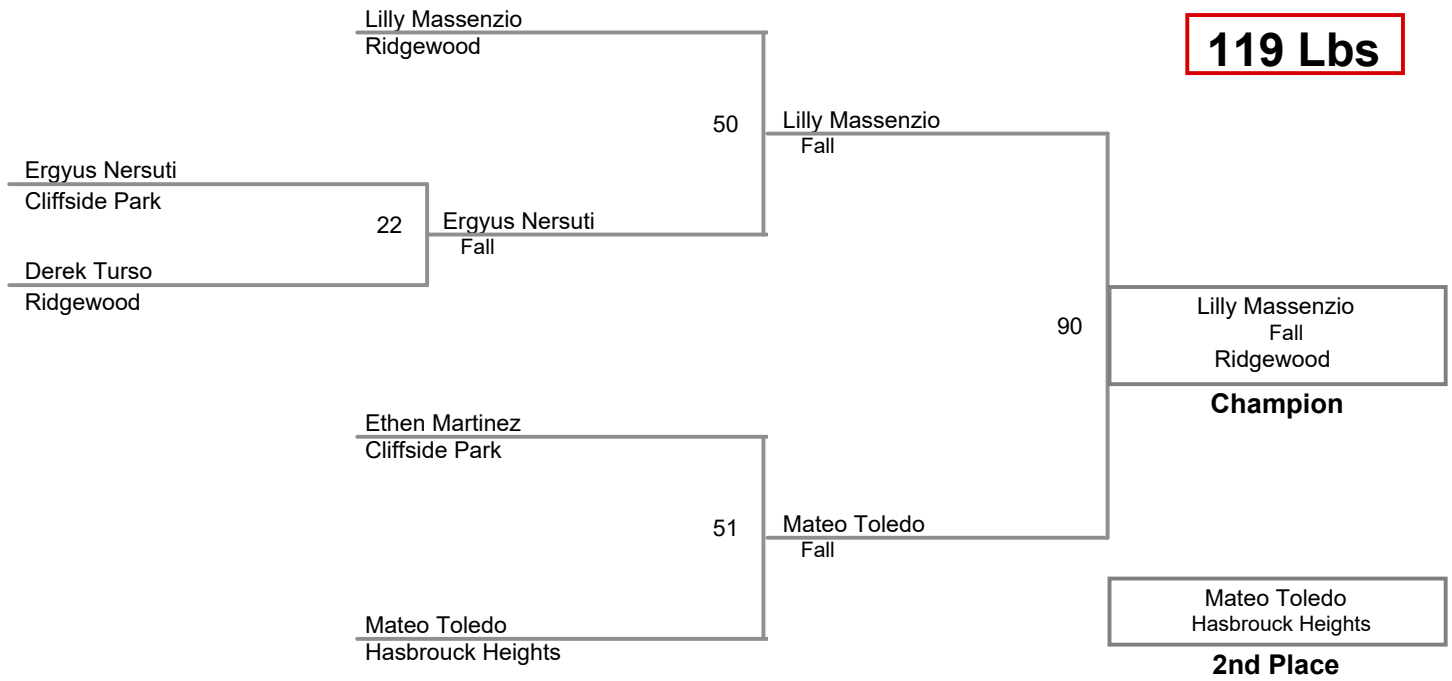 Lilly Massenzio
Ridgewood
119 Lbs
50
Lilly Massenzio
Fall
Ergyus Nersuti
Cliffside Park
22
Ergyus Nersuti
Fall
Derek Turso
Ridgewood
90
Lilly Massenzio
Fall
Ridgewood
Champion
Ethen Martinez
Cliffside Park
51
Mateo Toledo
Fall
Mateo Toledo
Hasbrouck Heights
Mateo Toledo
Hasbrouck Heights
2nd Place